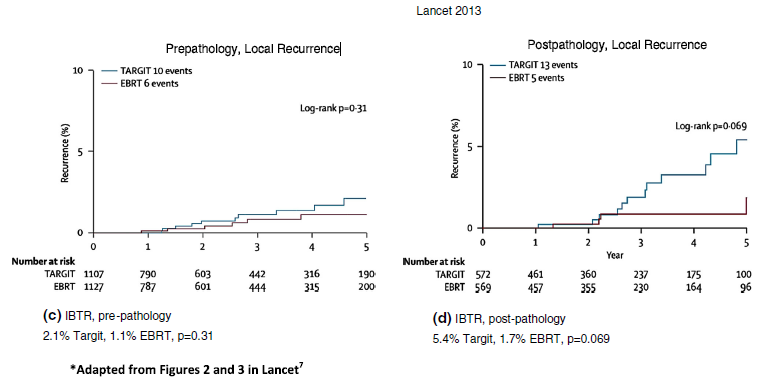 Lancet 2013
Prepathology, Local Recurrence
10
TARGIT 10 events
EBRT 6 events
Log-rank p=0·31
Recurrence (%)
5
0
0 1 2 3 4 5
Number at risk
TARGIT 1107 790 603 442 316 190
EBRT 1127 787 601 444 315 200
(c) IBTR, pre-pathology
2.1% Targit, 1.1% EBRT, p=0.31
*Adapted from Figures 2 and 3 in Lancet7
Postpathology, Local Recurrence
10
TARGIT 13 events
EBRT 5 events
Log-rank p=0·069
Recurrence (%)
5
0
0 1 2 3 4 5
Year
Number at risk
TARGIT 572 461 360 237 175 100
EBRT 569 457 355 230 164 96
(d) IBTR, post-pathology
5.4% Targit, 1.7% EBRT, p=0.069